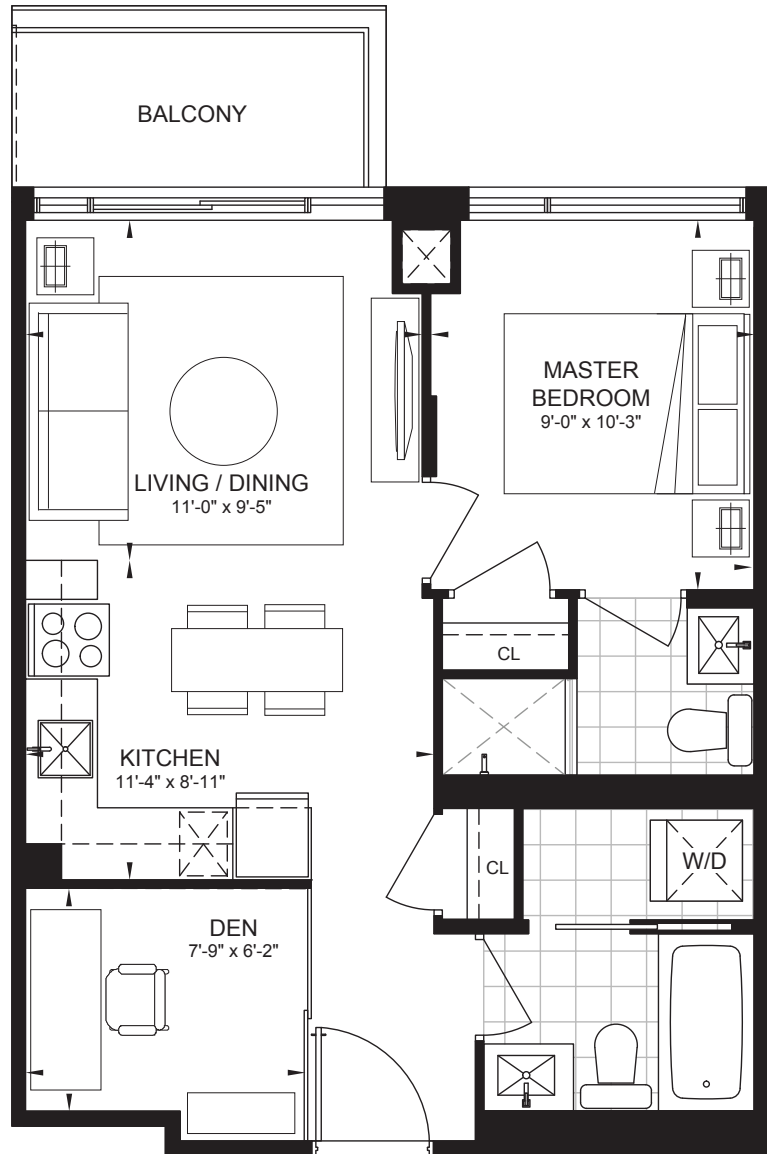 BALCONY
MASTER
BEDROOM
9'-0" x 10'-3"
LIVING / DINING
11'-0" x 9'-5"
CL
KITCHEN
11'-4" x 8'-11"
W/D
CL
DEN
7'-9" x 6'-2"